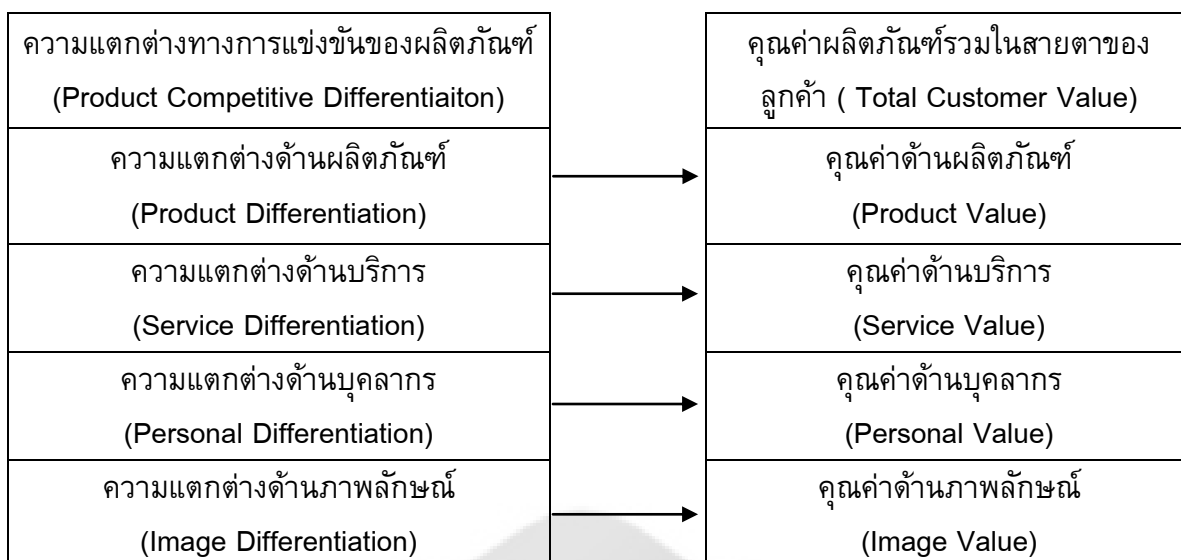 ความแตกต่างทางการแข่งขันของผลิตภัณฑ์
(Product Competitive Differentiaiton)
คุณค่าผลิตภัณฑ์รวมในสายตาของ
ลูกค้า ( Total Customer Value)
ความแตกต่างด้านผลิตภัณฑ์
(Product Differentiation)
คุณค่าด้านผลิตภัณฑ์
(Product Value)
ความแตกต่างด้านบริการ
(Service Differentiation)
คุณค่าด้านบริการ
(Service Value)
ความแตกต่างด้านบุคลากร
(Personal Differentiation)
คุณค่าด้านบุคลากร
(Personal Value)
ความแตกต่างด้านภาพลักษณ์
(Image Differentiation)
คุณค่าด้านภาพลักษณ์
(Image Value)